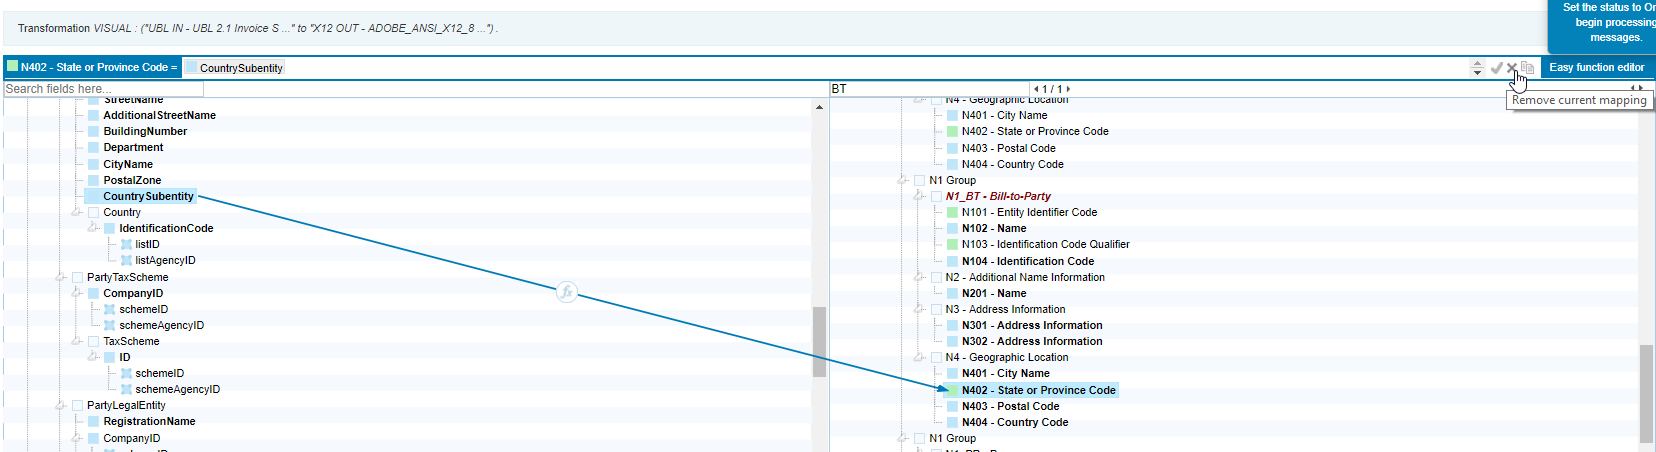 Set the status to On
begin processing
messages.
Transformation VISUAL : ("UBL IN - UBL 2.1 Invoice S ..." to "X12 OUT - ADOBE_ANSI_X12_8 ...") .
N402 - State or Province Code = CountrySubentity
Easy function editor
Search fields here...
BT
1 / 1
Remove current mapping
StreetName
AdditionalStreetName
BuildingNumber
Department
CityName
PostalZone
CountrySubentity
Country
IdentificationCode
listID
listAgencyID
PartyTaxScheme
CompanyID
schemeID
schemeAgencyID
TaxScheme
ID
schemeID
schemeAgencyID
PartyLegalEntity
RegistrationName
CompanyID
fx
N4 - Geographic Location
N401 - City Name
N402 - State or Province Code
N403 - Postal Code
N404 - Country Code
N1 Group
N1_BT - Bill-to-Party
N101 - Entity Identifier Code
N102 - Name
N103 - Identification Code Qualifier
N104 - Identification Code
N2 - Additional Name Information
N201 - Name
N3 - Address Information
N301 - Address Information
N302 - Address Information
N4 - Geographic Location
N401 - City Name
N402 - State or Province Code
N403 - Postal Code
N404 - Country Code
N1 Group